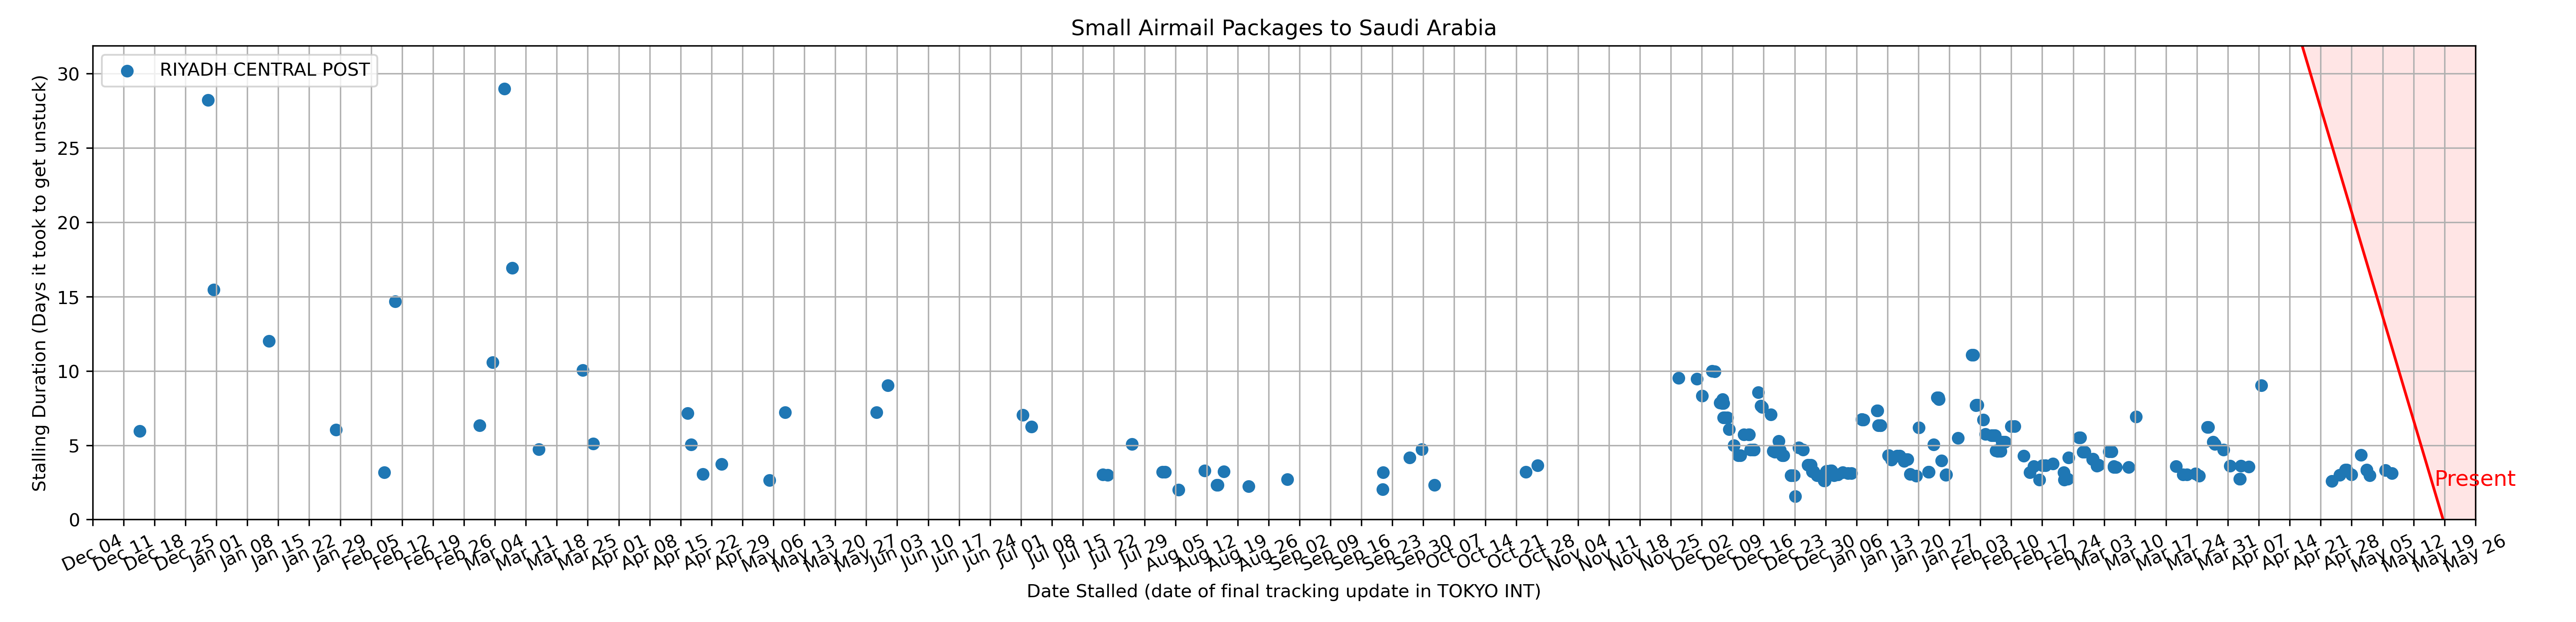 Small Airmail Packages to Saudi Arabia
RIYADH CENTRAL POST
Stalling Duration (Days it took to get unstuck)
30
25
20
15
10
5
0
Present
Dec 04 Dec 11 Dec 18 Dec 25 Jan 01 Jan 08 Jan 15 Jan 22 Jan 29 Feb 05 Feb 12 Feb 19 Feb 26 Mar 04 Mar 11 Mar 18 Mar 25 Apr 01 Apr 08 Apr 15 Apr 22 Apr 29 May 06 May 13 May 20 May 27 Jun 03 Jun 10 Jun 17 Jun 24 Jul 01 Jul 08 Jul 15 Jul 22 Jul 29 Aug 05 Aug 12 Aug 19 Aug 26 Sep 02 Sep 09 Sep 16 Sep 23 Sep 30 Oct 07 Oct 14 Oct 21 Oct 28 Nov 04 Nov 11 Nov 18 Nov 25 Dec 02 Dec 09 Dec 16 Dec 23 Dec 30 Jan 06 Jan 13 Jan 20 Jan 27 Feb 03 Feb 10 Feb 17 Feb 24 Mar 03 Mar 10 Mar 17 Mar 24 Mar 31 Apr 07 Apr 14 Apr 21 Apr 28 May 05 May 12 May 19 May 26
Date Stalled (date of final tracking update in TOKYO INT)